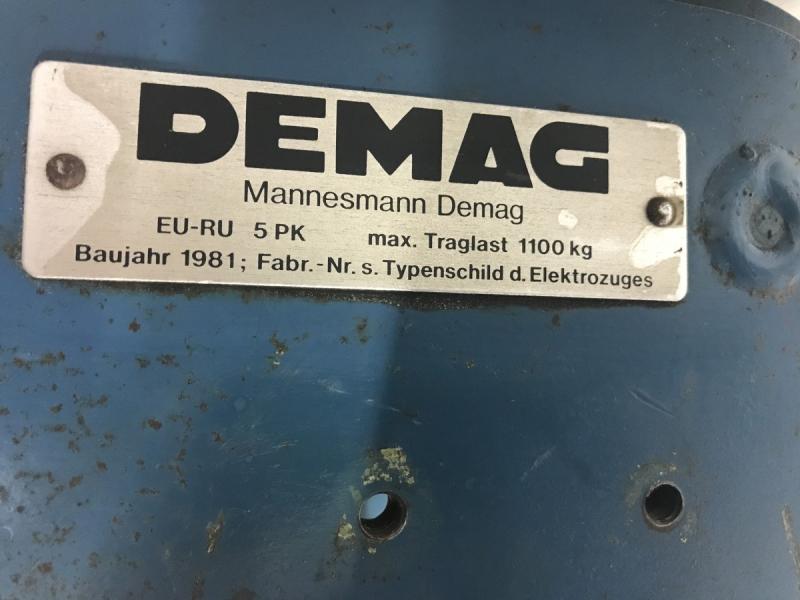 DEMAG
Mannesmann Demag
EU-RU 5 PK max. Traglast 1100 kg
Baujahr 1981; Fabr.-Nr. s. Typenschild d. Elektrozuges